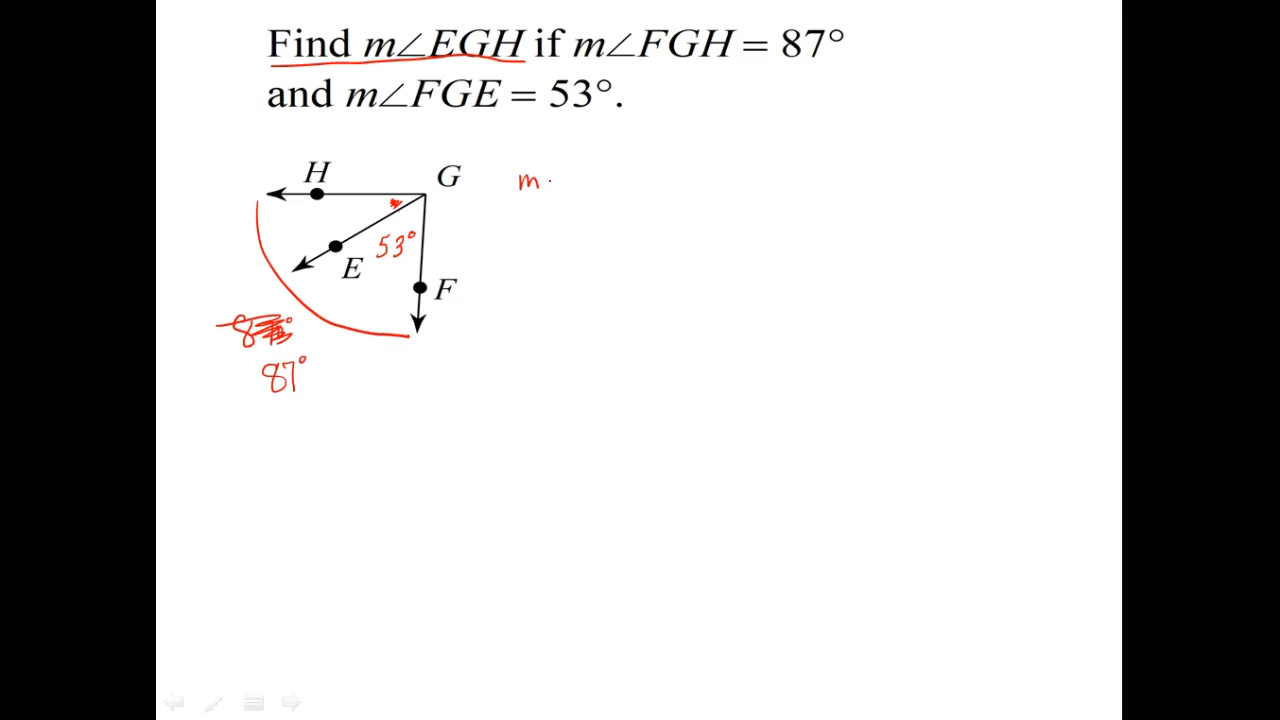 Find m∠EGH if m∠FGH = 87°
and m∠FGE = 53°.
H
G
m
53°
E
F
87°